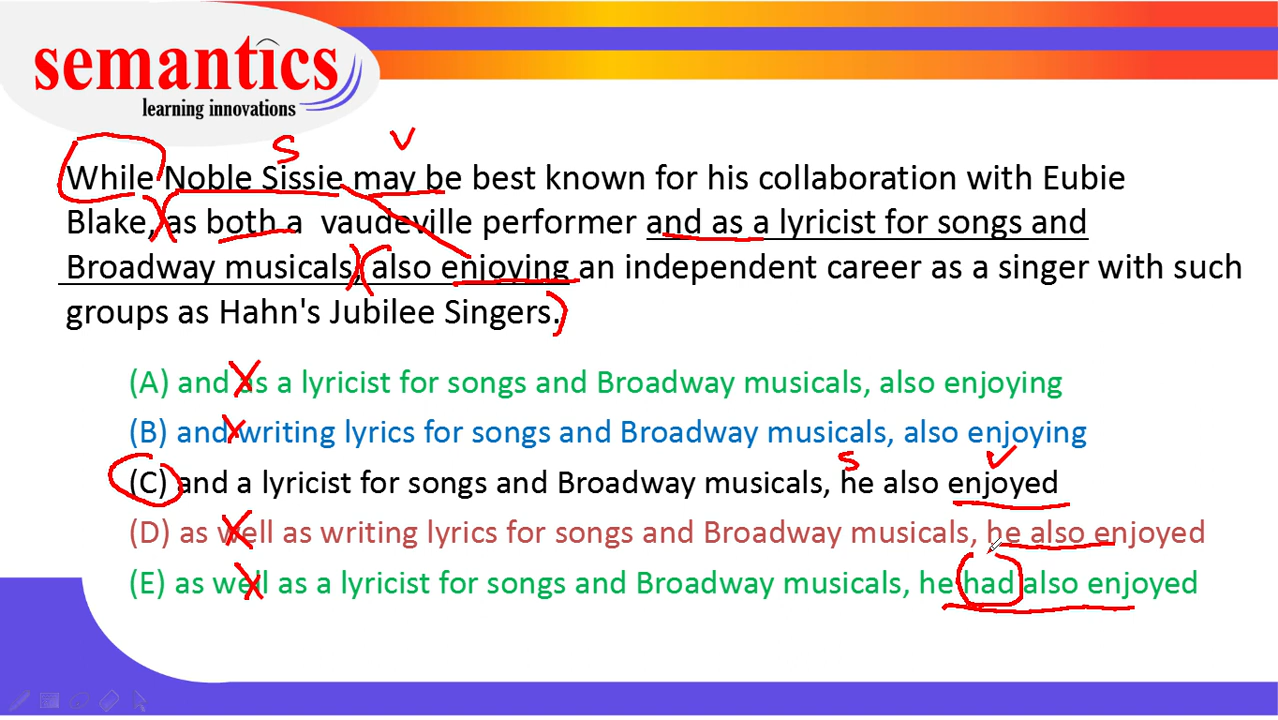 semantics
learning innovations
S V
While Noble Sissie may be best known for his collaboration with Eubie
Blake, as both a vaudeville performer and as a lyricist for songs and
Broadway musicals, also enjoying an independent career as a singer with such
groups as Hahn's Jubilee Singers.
(A) and as a lyricist for songs and Broadway musicals, also enjoying
(B) and writing lyrics for songs and Broadway musicals, also enjoying
S V
(C) and a lyricist for songs and Broadway musicals, he also enjoyed
(D) as well as writing lyrics for songs and Broadway musicals, he also enjoyed
(E) as well as a lyricist for songs and Broadway musicals, he had also enjoyed